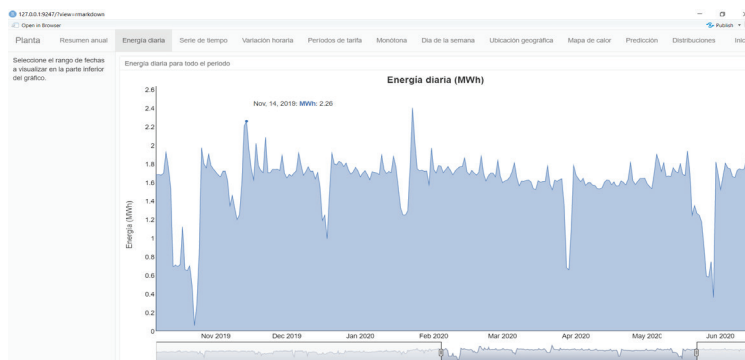 127.0.0.1:9247/?view=rmarkdown
Open in Browser
Publish
Planta
Resumen anual
Energía diaria
Serie de tiempo
Variación horaria
Periodos de tarifa
Monótona
Dia de la semana
Ubicación geográfica
Mapa de calor
Predicción
Distribuciones
Seleccione el rango de fechas
a visualizar en la parte inferior
del gráfico.
Energía diaria para todo el periodo
Energía diaria (MWh)
Nov, 14, 2019: MWh: 2.26
Energía (MWh)
2.6
2.4
2.2
2
1.8
1.6
1.4
1.2
1
0.8
0.6
0.4
0.2
0
Nov 2019
Dec 2019
Jan 2020
Feb 2020
Mar 2020
Apr 2020
May 2020
Jun 2020